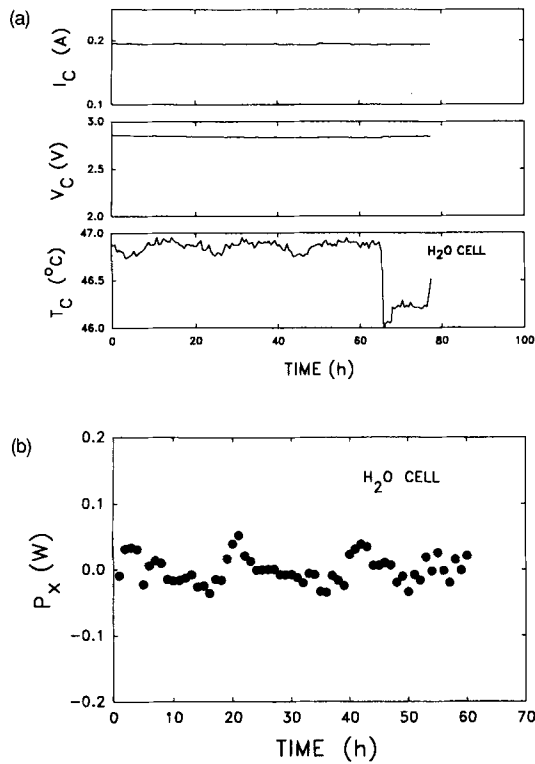 (a)
I_C (A)
0.2
0.1
V_C (V)
3.0
2.5
2.0
T_C (°C)
47.0
46.5
46.0
H₂O CELL
0 20 40 60 80 100
TIME (h)
(b)
P_X (W)
0.2
0.1
0.0
−0.1
−0.2
H₂O CELL
0 10 20 30 40 50 60 70
TIME (h)